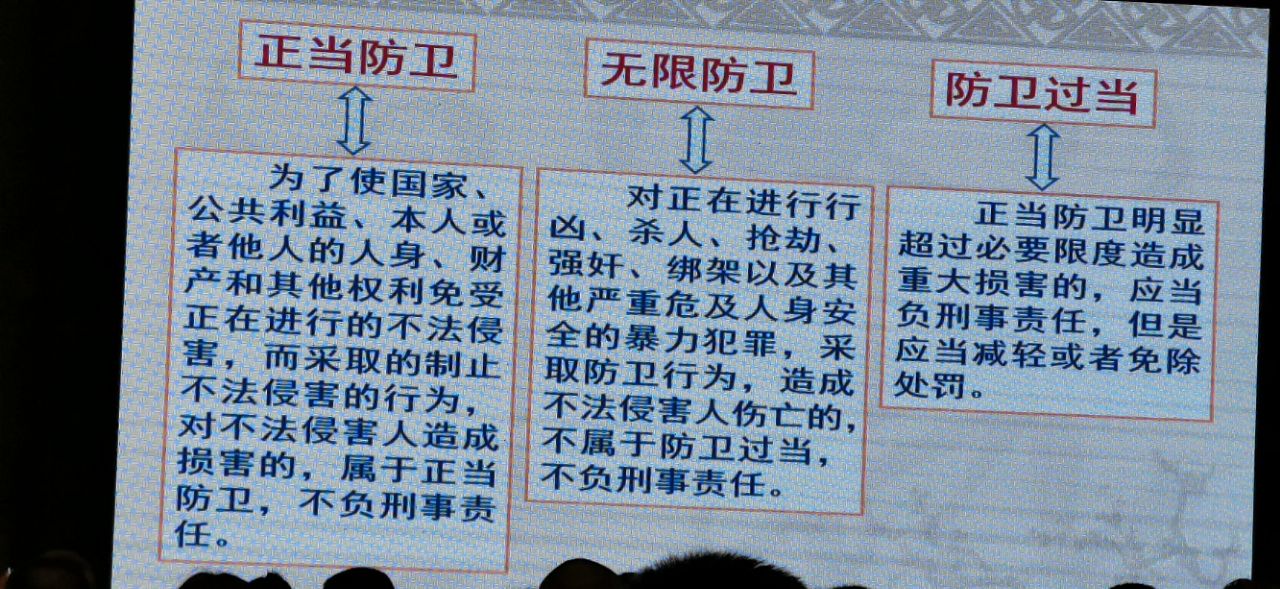 正当防卫
为了使国家、
公共利益、本人或
者他人的人身、财
产和其他权利免受
正在进行的不法侵
害，而采取的制止
不法侵害的行为，
对不法侵害人造成
损害的，属于正当
防卫，不负刑事责
任。
无限防卫
对正在进行行
凶、杀人、抢劫、
强奸、绑架以及其
他严重危及人身安
全的暴力犯罪，采
取防卫行为，造成
不法侵害人伤亡的，
不属于防卫过当，
不负刑事责任。
防卫过当
正当防卫明显
超过必要限度造成
重大损害的，应当
负刑事责任，但是
应当减轻或者免除
处罚。